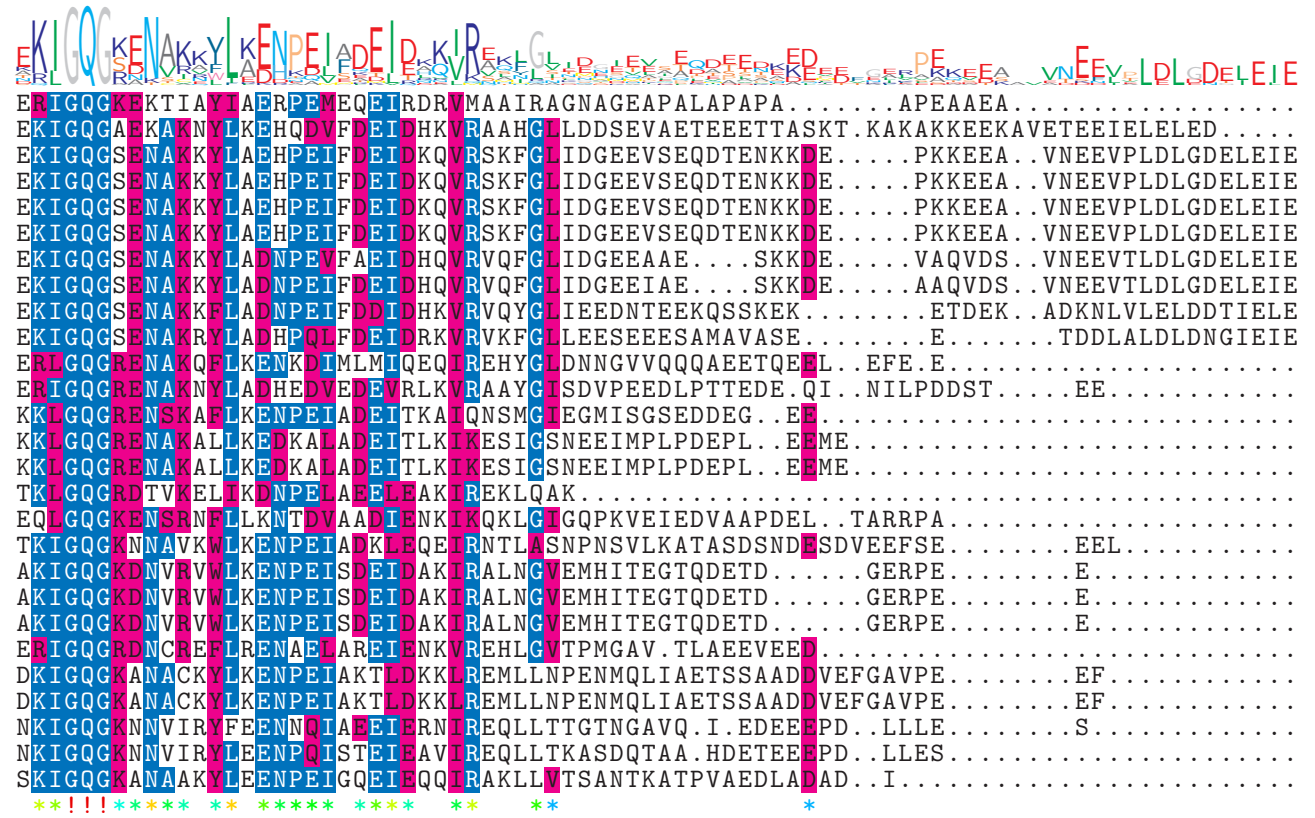 ERIGQGKEKTIAYIAERPEMEQEIRDRVMAAIRAGNAGEAPALAPAPA.......APEAAEA..................
EKIGQGAEKAKNYLKEHQDVFDEIDHKVRAAHGLLDDSEVAETEEETTASKT.KAKAKKEEKAVETEEIELELED.....
EKIGQGSENAKKYLAEHPEIFDEIDKQVRSKFGLIDGEEVSEQDTENKKDE.....PKKEEA..VNEEVPLDLGDELEIE
EKIGQGSENAKKYLAEHPEIFDEIDKQVRSKFGLIDGEEVSEQDTENKKDE.....PKKEEA..VNEEVPLDLGDELEIE
EKIGQGSENAKKYLAEHPEIFDEIDKQVRSKFGLIDGEEVSEQDTENKKDE.....PKKEEA..VNEEVPLDLGDELEIE
EKIGQGSENAKKYLAEHPEIFDEIDKQVRSKFGLIDGEEVSEQDTENKKDE.....PKKEEA..VNEEVPLDLGDELEIE
EKIGQGSENAKKYLADNPEVFAEIDHQVRVQFGLIDGEEAAE....SKKDE.....VAQVDS..VNEEVTLDLGDELEIE
EKIGQGSENAKKYLADNPEIFDEIDHQVRVQFGLIDGEEIAE....SKKDE.....AAQVDS..VNEEVTLDLGDELEIE
EKIGQGSENAKKFLADNPEIFDDIDHKVRVQYGLIEEDNTEEKQSSKEK........ETDEK..ADKNLVLELDDTIELE
EKIGQGSENAKRYLADHPQLFDEIDRKVRVKFGLLEESEEESAMAVASE........E.......TDDLALDLDNGIEIE
ERLGQGRENAKQFLKENKDIMLMIQEQIREHYGLDNNGVVQQQAEETQEEL..EFE.E......................
ERIGQGRENAKNYLADHEDVEDEVRLKVRAAYGISDVPEEDLPTTEDE.QI..NILPDDST.....EE............
KKLGQGRENSKAFLKENPEIADEITKAIQNSMGIEGMISGSEDDEG..EE..............................
KKLGQGRENAKALLKEDKALADEITLKIKESIGSNEEIMPLPDEPL..EEME............................
KKLGQGRENAKALLKEDKALADEITLKIKESIGSNEEIMPLPDEPL..EEME............................
TKLGQGRDTVKELIKDNPELAEELEAKIREKLQAK.............................................
EQLGQGKENSRNFLLKNTDVAADIENKIKQKLGIGQPKVEIEDVAAPDEL..TARRPA......................
TKIGQGKNNAVKWLKENPEIADKLEQEIRNTLASNPNSVLKATASDSNDESDVEEFSE........EEL...........
AKIGQGKDNVRVWLKENPEISDEIDAKIRALNGVEMHITEGTQDETD......GERPE........E.............
AKIGQGKDNVRVWLKENPEISDEIDAKIRALNGVEMHITEGTQDETD......GERPE........E.............
AKIGQGKDNVRVWLKENPEISDEIDAKIRALNGVEMHITEGTQDETD......GERPE........E.............
ERIGQGRDNCREFLRENAELAREIENKVREHLGVTPMGAV.TLAEEVEED..............................
DKIGQGKANACKYLKENPEIAKTLDKKLREMLLNPENMQLIAETSSAADDVEFGAVPE........EF............
DKIGQGKANACKYLKENPEIAKTLDKKLREMLLNPENMQLIAETSSAADDVEFGAVPE........EF............
NKIGQGKNNVIRYFEENNQIAEEIERNIREQLLTTGTNGAVQ.I.EDEEEPD..LLLE........S.............
NKIGQGKNNVIRYLEENPQISTEIEAVIREQLLTKASDQTAA.HDETEEEPD..LLES......................
SKIGQGKANAAKYLEENPEIGQEIEQQIRAKLLVTSANTKATPVAEDLADAD..I.........................
 **!!!***** ** ***** ****  **   **               *